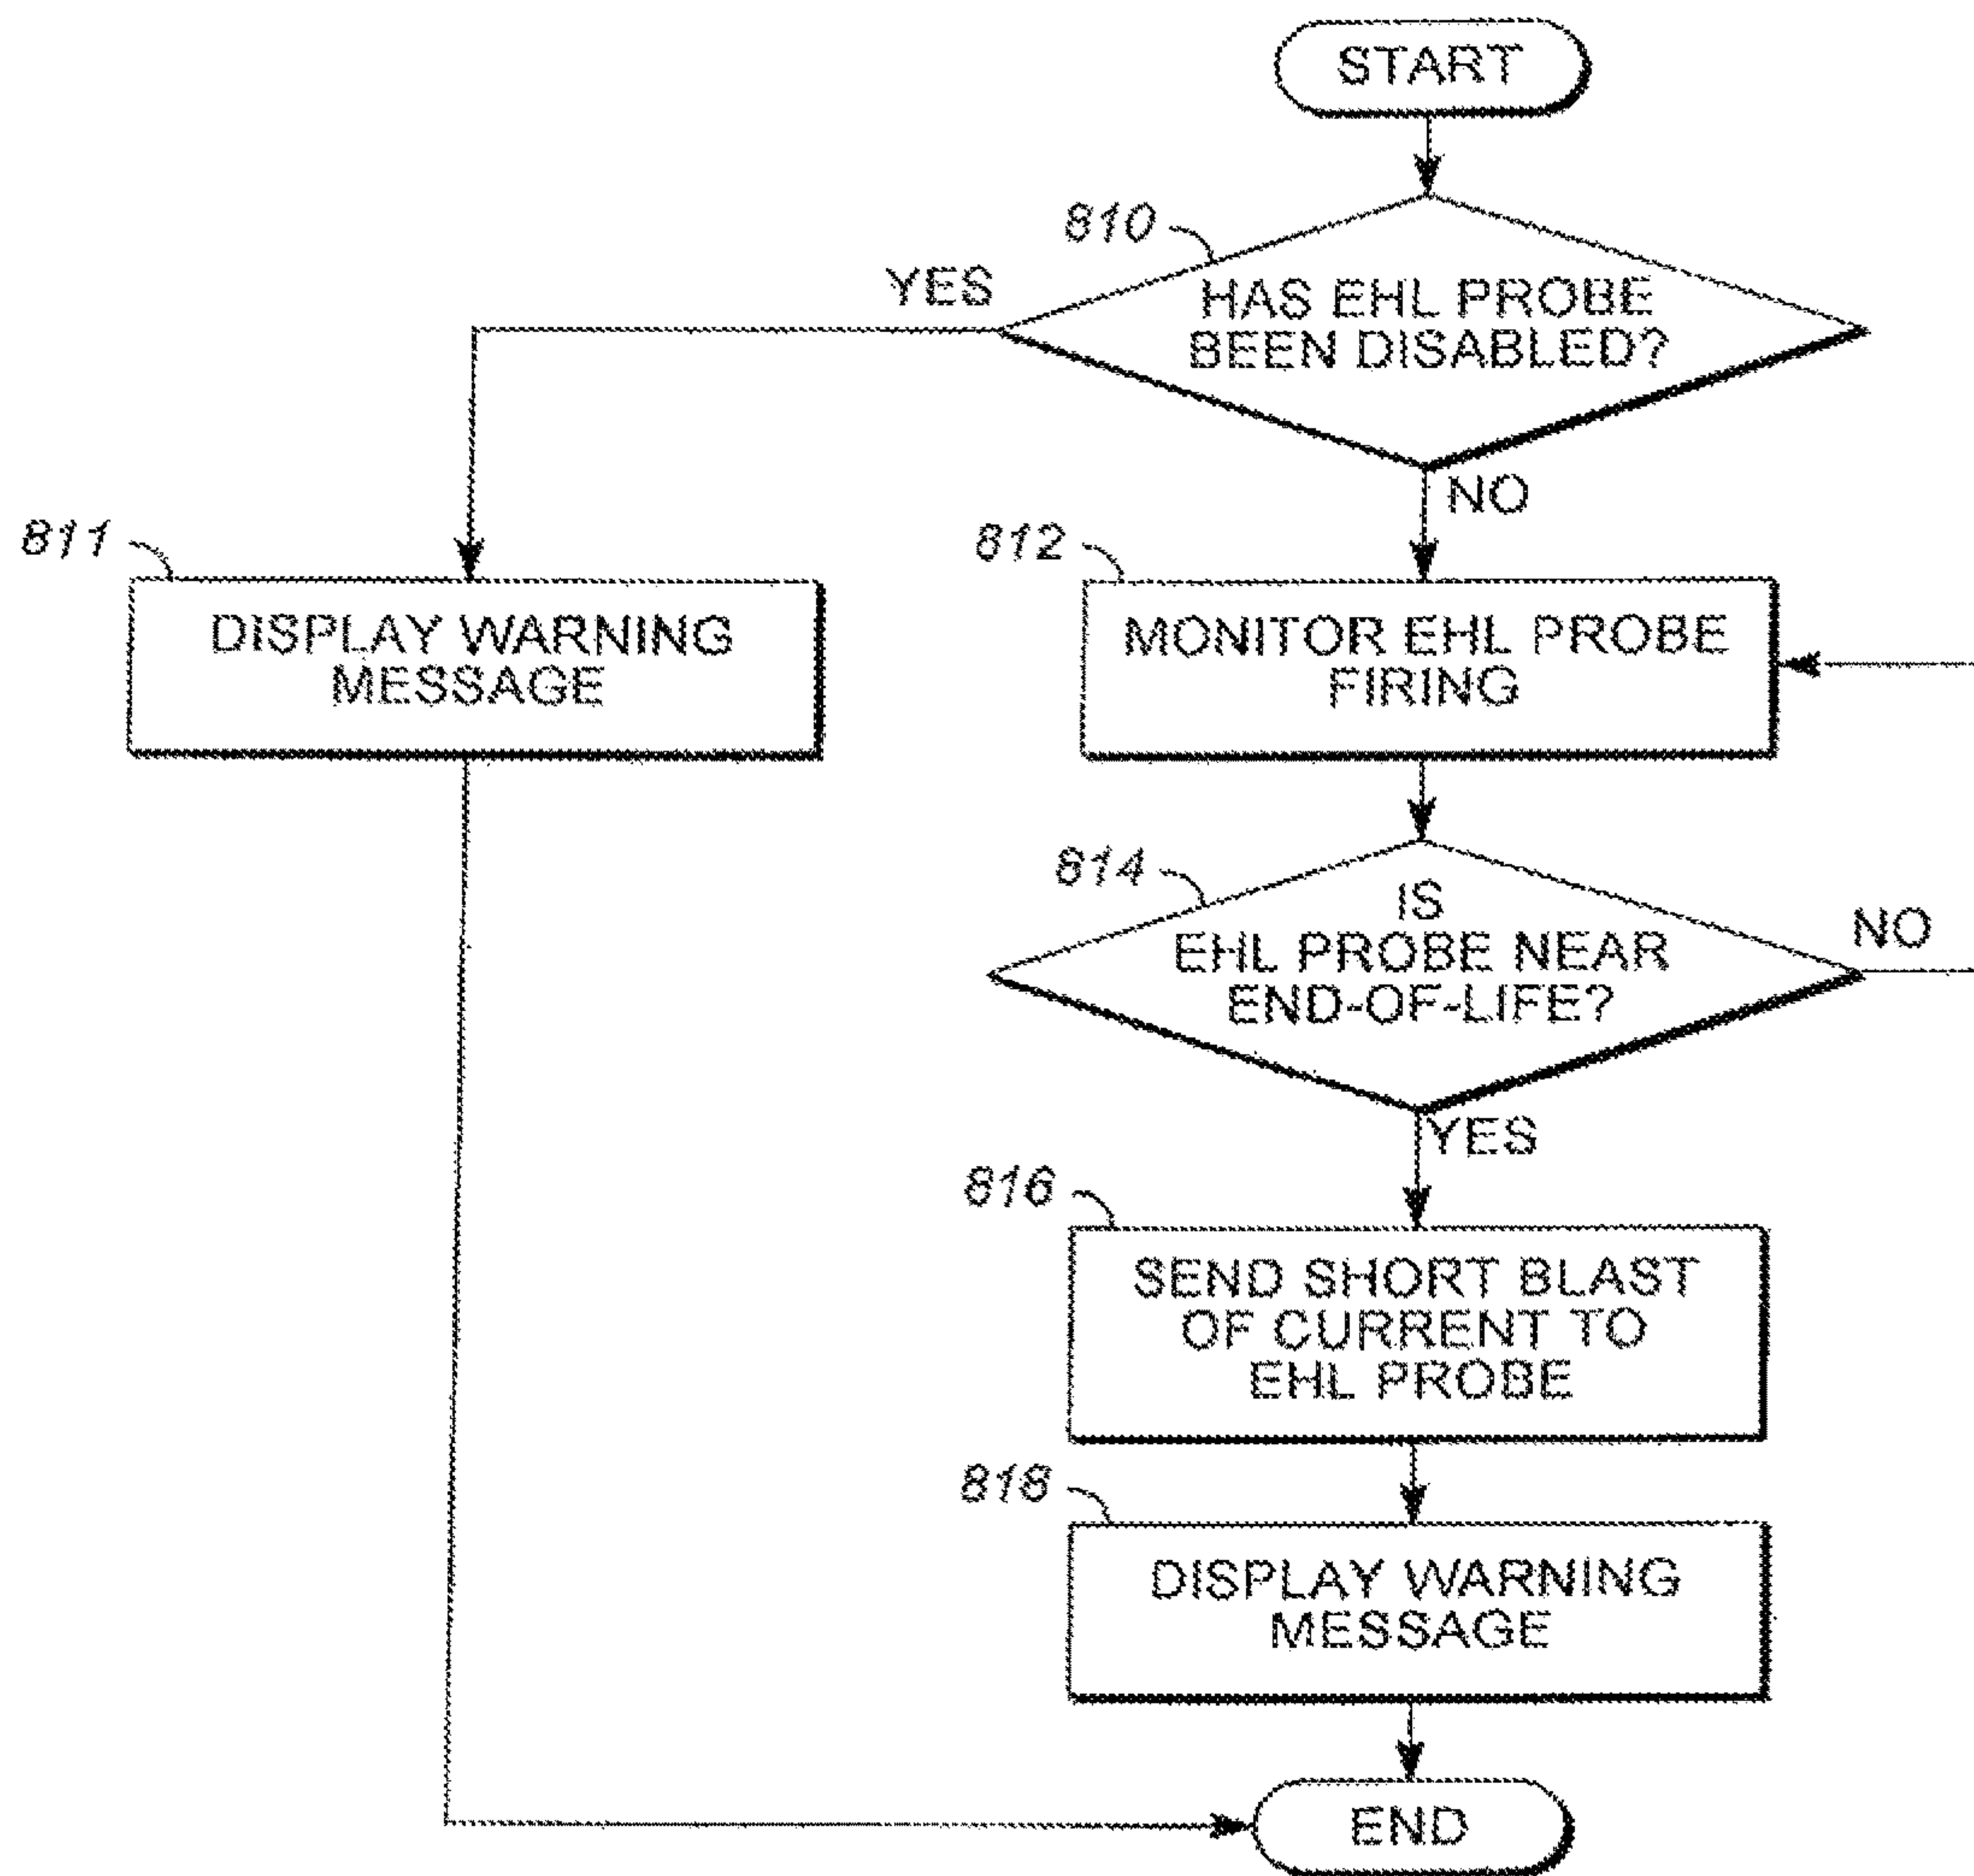 START
810
HAS EHL PROBE
BEEN DISABLED?
YES
NO
811
DISPLAY WARNING
MESSAGE
812
MONITOR EHL PROBE
FIRING
814
IS
EHL PROBE NEAR
END-OF-LIFE?
NO
YES
816
SEND SHORT BLAST
OF CURRENT TO
EHL PROBE
818
DISPLAY WARNING
MESSAGE
END